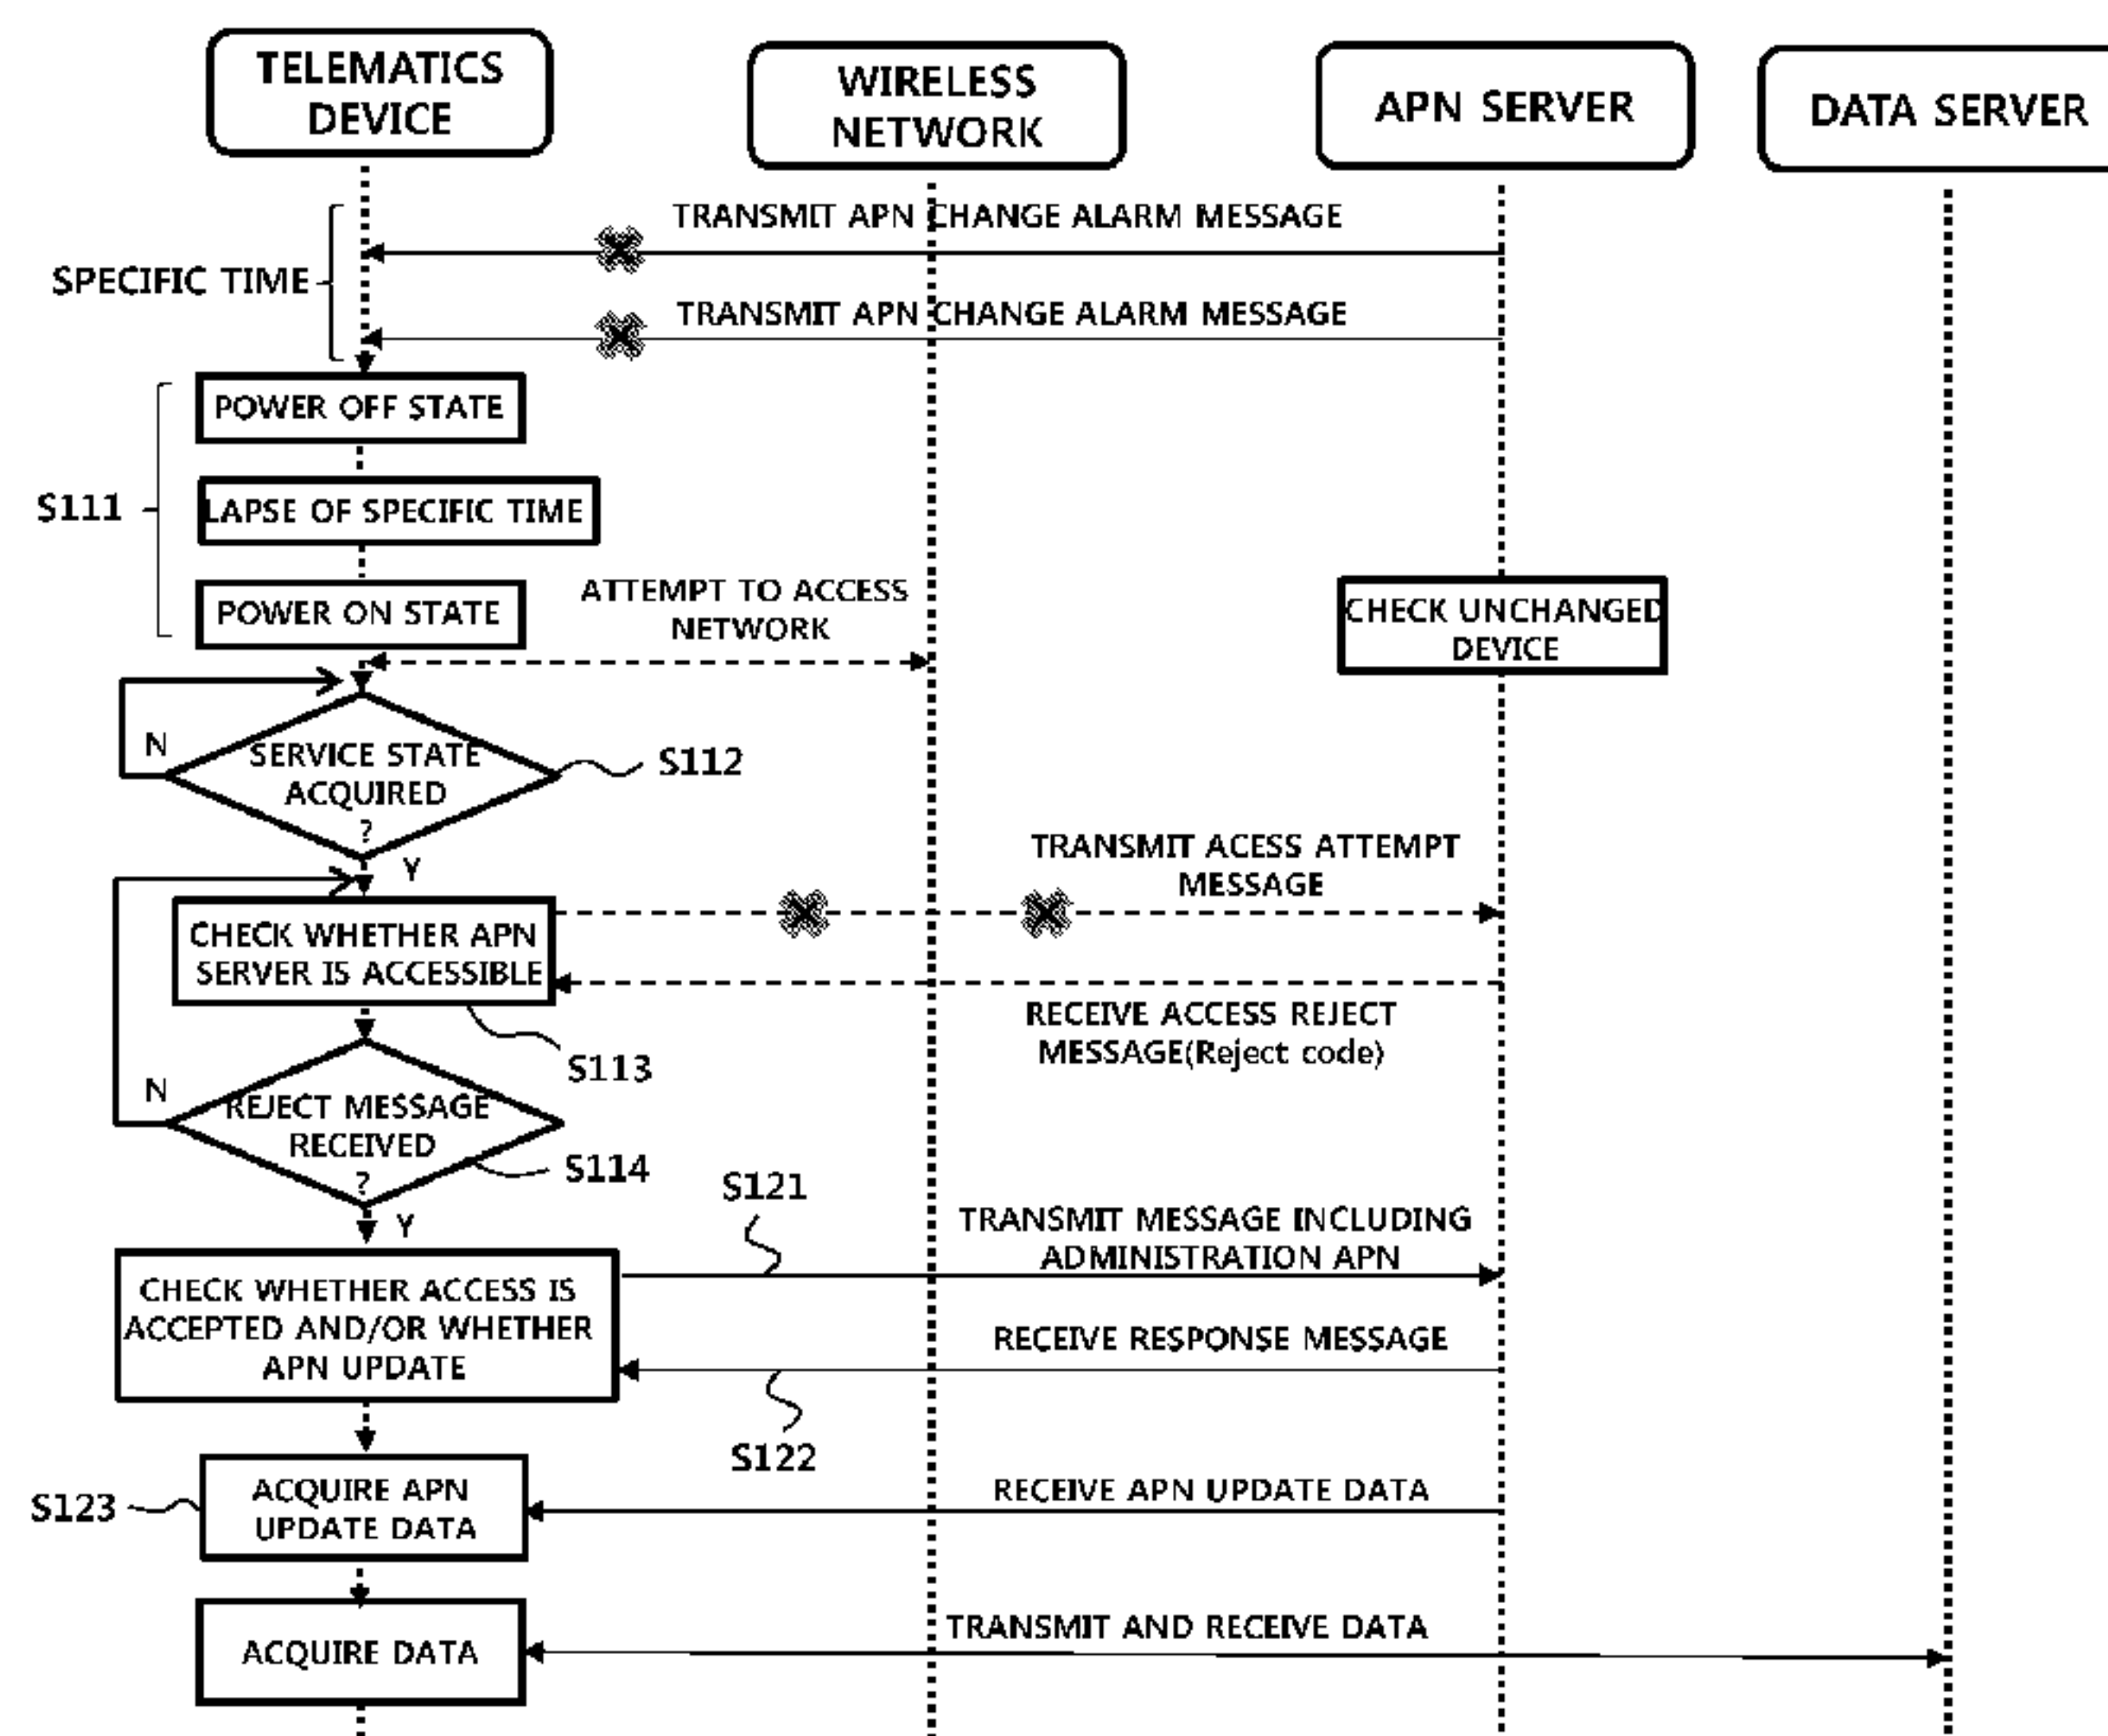 TELEMATICS
DEVICE
WIRELESS
NETWORK
APN SERVER
DATA SERVER
TRANSMIT APN CHANGE ALARM MESSAGE
SPECIFIC TIME
TRANSMIT APN CHANGE ALARM MESSAGE
POWER OFF STATE
S111
LAPSE OF SPECIFIC TIME
POWER ON STATE
ATTEMPT TO ACCESS
NETWORK
CHECK UNCHANGED
DEVICE
N
SERVICE STATE
ACQUIRED
?
S112
Y
TRANSMIT ACESS ATTEMPT
MESSAGE
CHECK WHETHER APN
SERVER IS ACCESSIBLE
RECEIVE ACCESS REJECT
MESSAGE(Reject code)
S113
N
REJECT MESSAGE
RECEIVED
?
S114
Y
S121
TRANSMIT MESSAGE INCLUDING
ADMINISTRATION APN
CHECK WHETHER ACCESS IS
ACCEPTED AND/OR WHETHER
APN UPDATE
RECEIVE RESPONSE MESSAGE
S122
S123
ACQUIRE APN
UPDATE DATA
RECEIVE APN UPDATE DATA
ACQUIRE DATA
TRANSMIT AND RECEIVE DATA